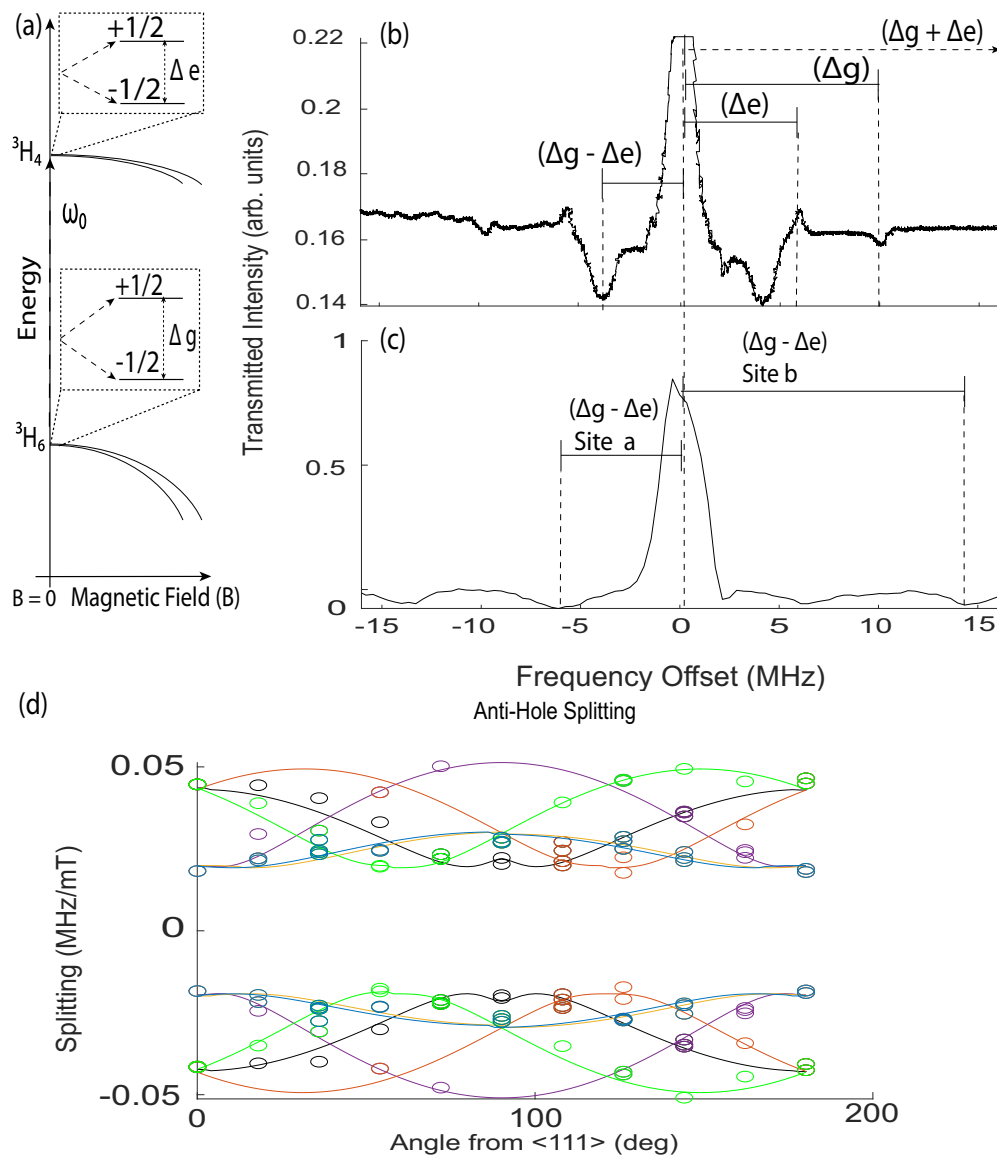 (a)
+1/2
Δ e
-1/2
³H₄
ω₀
Energy
+1/2
Δ g
-1/2
³H₆
B = 0
Magnetic Field (B)
(b)
Transmitted Intensity (arb. units)
0.22
0.2
0.18
0.16
0.14
(Δg + Δe)
(Δg)
(Δe)
(Δg - Δe)
(c)
1
0.5
0
(Δg - Δe)
Site b
(Δg - Δe)
Site a
-15
-10
-5
0
5
10
15
Frequency Offset (MHz)
(d)
Anti-Hole Splitting
Splitting (MHz/mT)
0.05
0
-0.05
0
100
200
Angle from <111> (deg)